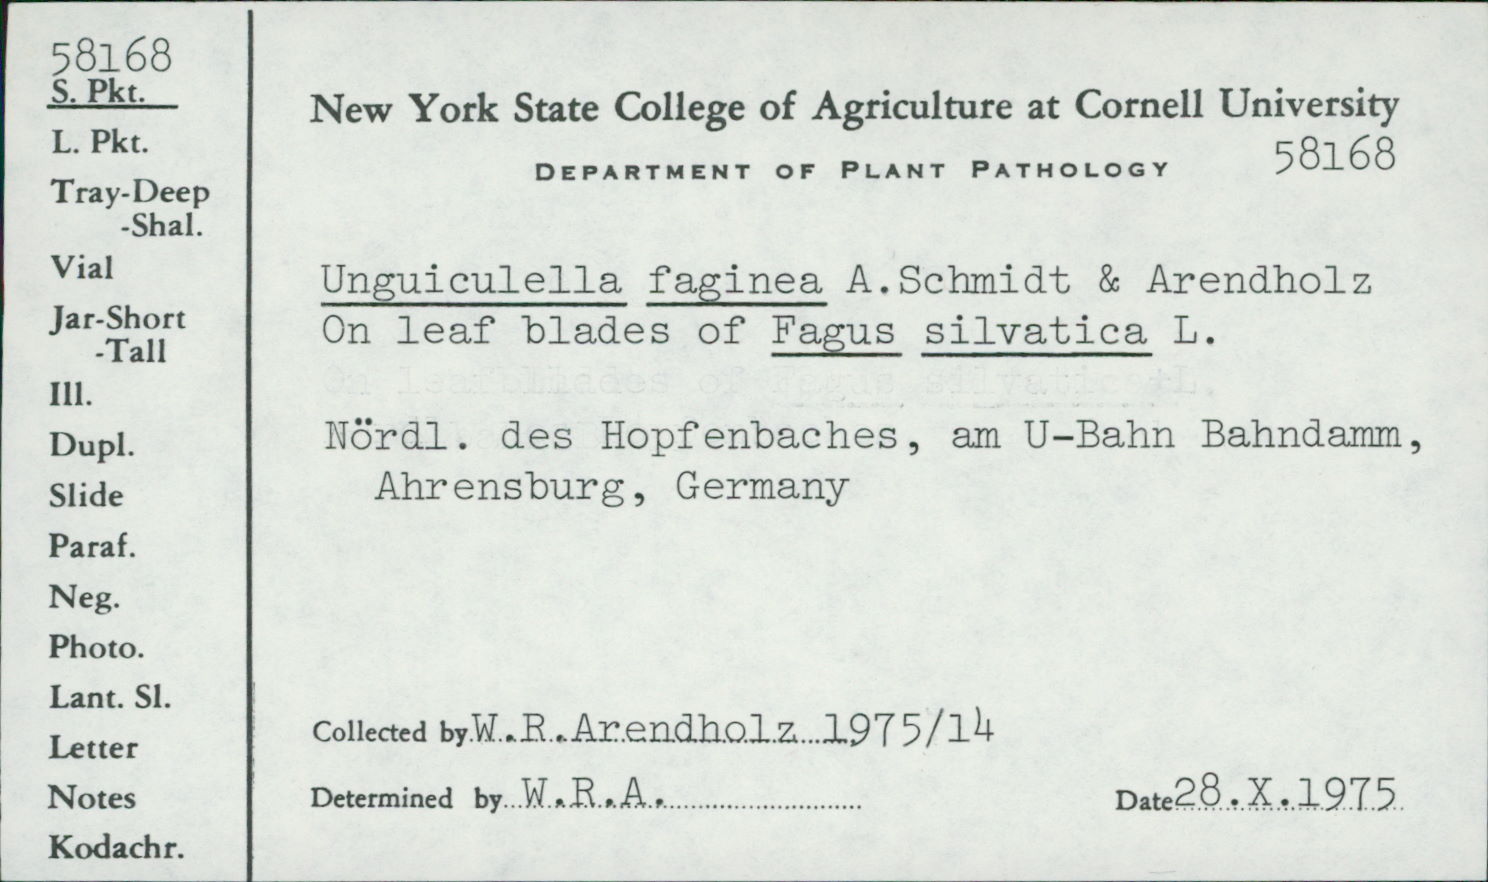 58168
S. Pkt.
L. Pkt.
Tray-Deep
-Shal.
Vial
Jar-Short
-Tall
Ill.
Dupl.
Slide
Paraf.
Neg.
Photo.
Lant. Sl.
Letter
Notes
Kodachr.
New York State College of Agriculture at Cornell University
DEPARTMENT OF PLANT PATHOLOGY 58168
Unguiculella faginea A.Schmidt & Arendholz
On leaf blades of Fagus silvatica L.
Nördl. des Hopfenbaches, am U-Bahn Bahndamm,
Ahrensburg, Germany
Collected by W.R.Arendholz 1975/14
Determined by W.R.A.
Date 28.X.1975